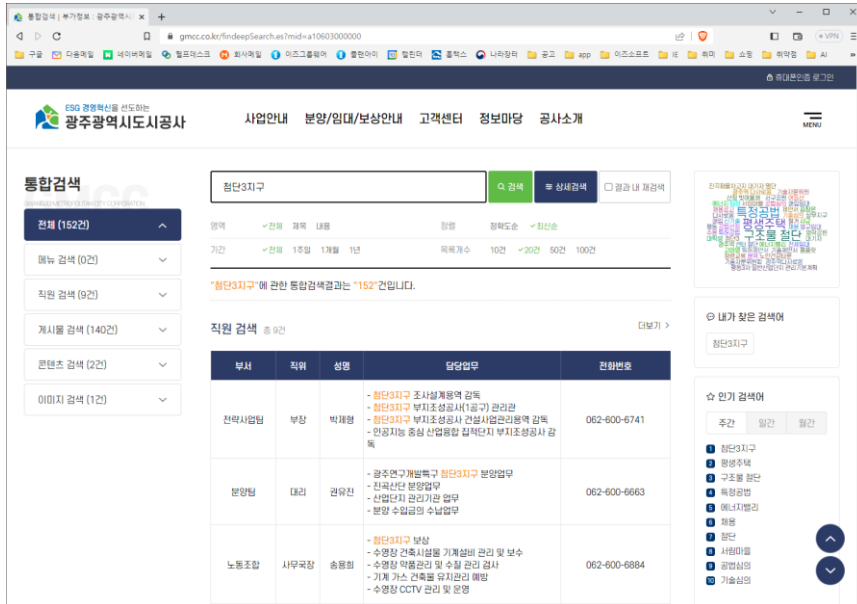 통합검색 | 부가정보 : 광주광역시
gmcc.co.kr/findeepSearch.es?mid=a10603000000
VPN
구글 다음메일 네이버메일 헬프데스크 회사메일 이즈그룹웨어 플랜아이 캘린더 홈택스 나라장터 공고 app 이즈소프트 IE 취미 쇼핑 취약점 AI
휴대폰인증 로그인
ESG 경영혁신을 선도하는
광주광역시도시공사
사업안내 분양/임대/보상안내 고객센터 정보마당 공사소개
MENU
통합검색
GWANGJU METROPOLITAN CITY CORPORATION
전체 (152건)
메뉴 검색 (0건)
직원 검색 (9건)
게시물 검색 (140건)
콘텐츠 검색 (2건)
이미지 검색 (1건)
첨단3지구
검색
상세검색
결과 내 재검색
영역 전체 제목 내용
정렬 정확도순 최신순
기간 전체 1주일 1개월 1년
목록개수 10건 20건 50건 100건
"첨단3지구"에 관한 통합검색결과는 "152"건입니다.
직원 검색 총 9건
더보기
부서 직위 성명 담당업무 전화번호
전략사업팀 부장 박제형
- 첨단3지구 조사설계용역 감독
- 첨단3지구 부지조성공사(1공구) 관리관
- 첨단3지구 부지조성공사 건설사업관리용역 감독
- 인공지능 중심 산업융합 집적단지 부지조성공사 감
독
062-600-6741
분양팀 대리 권유진
- 광주연구개발특구 첨단3지구 분양업무
- 진곡산단 분양업무
- 산업단지 관리기관 업무
- 분양 수입금의 수납업무
062-600-6663
노동조합 사무국장 송용희
- 첨단3지구 보상
- 수영장 건축시설물 기계설비 관리 및 보수
- 수영장 약품관리 및 수질 관리 검사
- 기계 가스 건축물 유지관리 예방
- 수영장 CCTV 관리 및 운영
062-600-6884
특정공법
평생주택
구조물 첨단
내가 찾은 검색어
첨단3지구
인기 검색어
주간 일간 월간
1 첨단3지구
2 평생주택
3 구조물 첨단
4 특정공법
5 에너지밸리
6 채용
7 첨단
8 서림마을
9 공법심의
10 기술심의